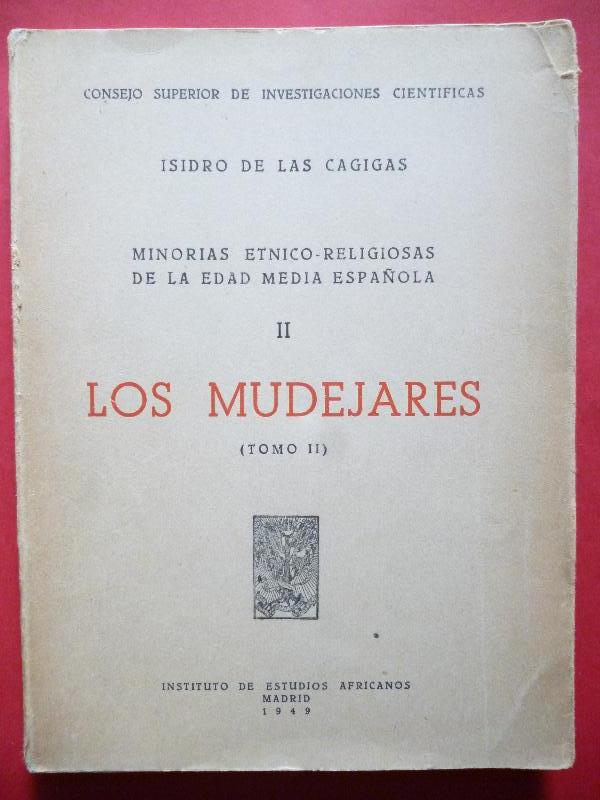 CONSEJO SUPERIOR DE INVESTIGACIONES CIENTIFICAS
ISIDRO DE LAS CAGIGAS
MINORIAS ETNICO-RELIGIOSAS
DE LA EDAD MEDIA ESPAÑOLA
II
LOS MUDEJARES
(TOMO II)
INSTITUTO DE ESTUDIOS AFRICANOS
MADRID
1949